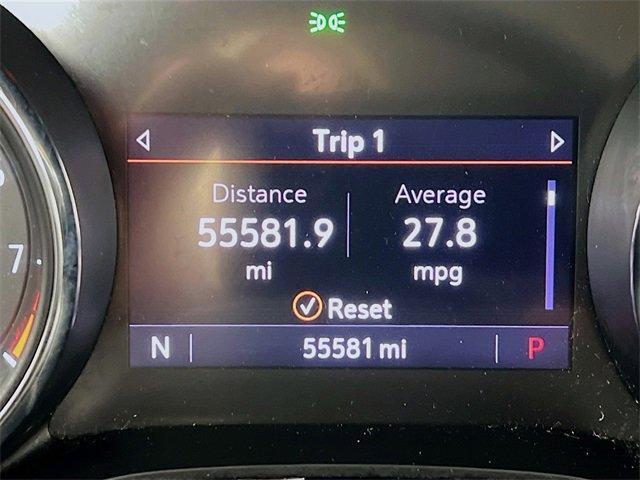 Trip 1
Distance Average
55581.9 27.8
mi mpg
Reset
N 55581 mi P
7